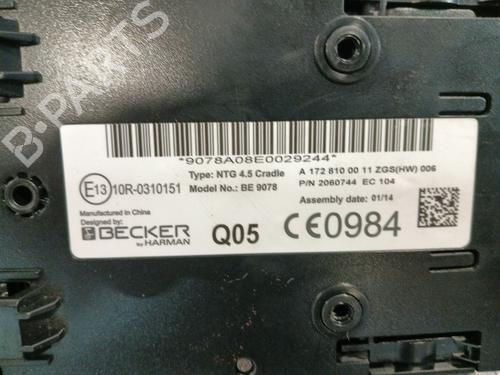 B-PARTS
*9078A08E0029244*
E13 10R-0310151
Type: NTG 4.5 Cradle
Model No.: BE 9078
A 172 810 00 11 ZGS(HW) 006
P/N 2060744 EC 104
Assembly date: 01/14
Manufactured in China
Designed by:
BECKER
by HARMAN
Q05
CE0984